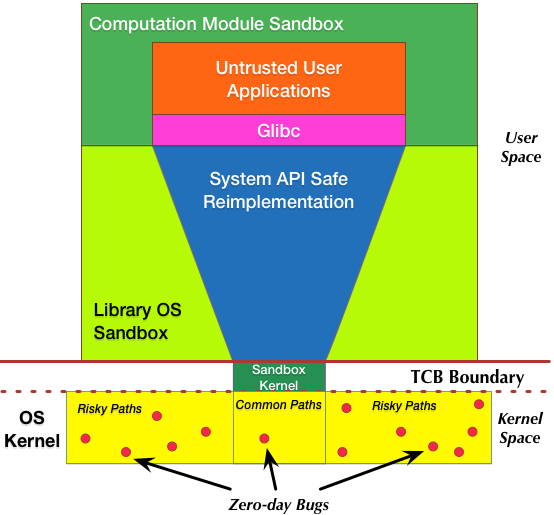 Computation Module Sandbox
Untrusted User
Applications
Glibc
User
Space
System API Safe
Reimplementation
Library OS
Sandbox
Sandbox
Kernel
TCB Boundary
OS
Kernel
Risky Paths
Common Paths
Risky Paths
Kernel
Space
Zero-day Bugs